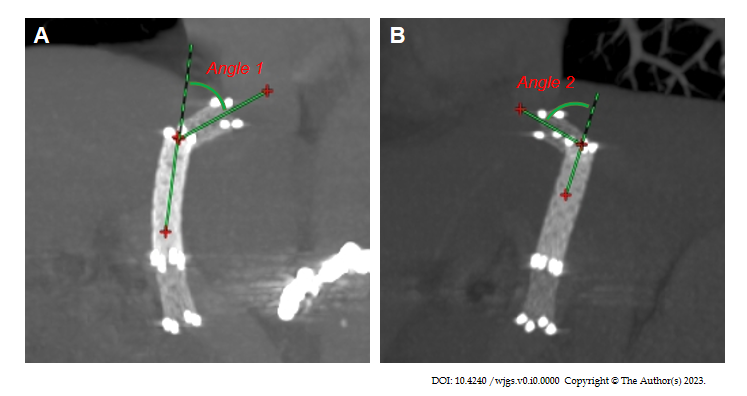 A
Angle 1
B
Angle 2
DOI: 10.4240 /wjgs.v0.i0.0000 Copyright © The Author(s) 2023.